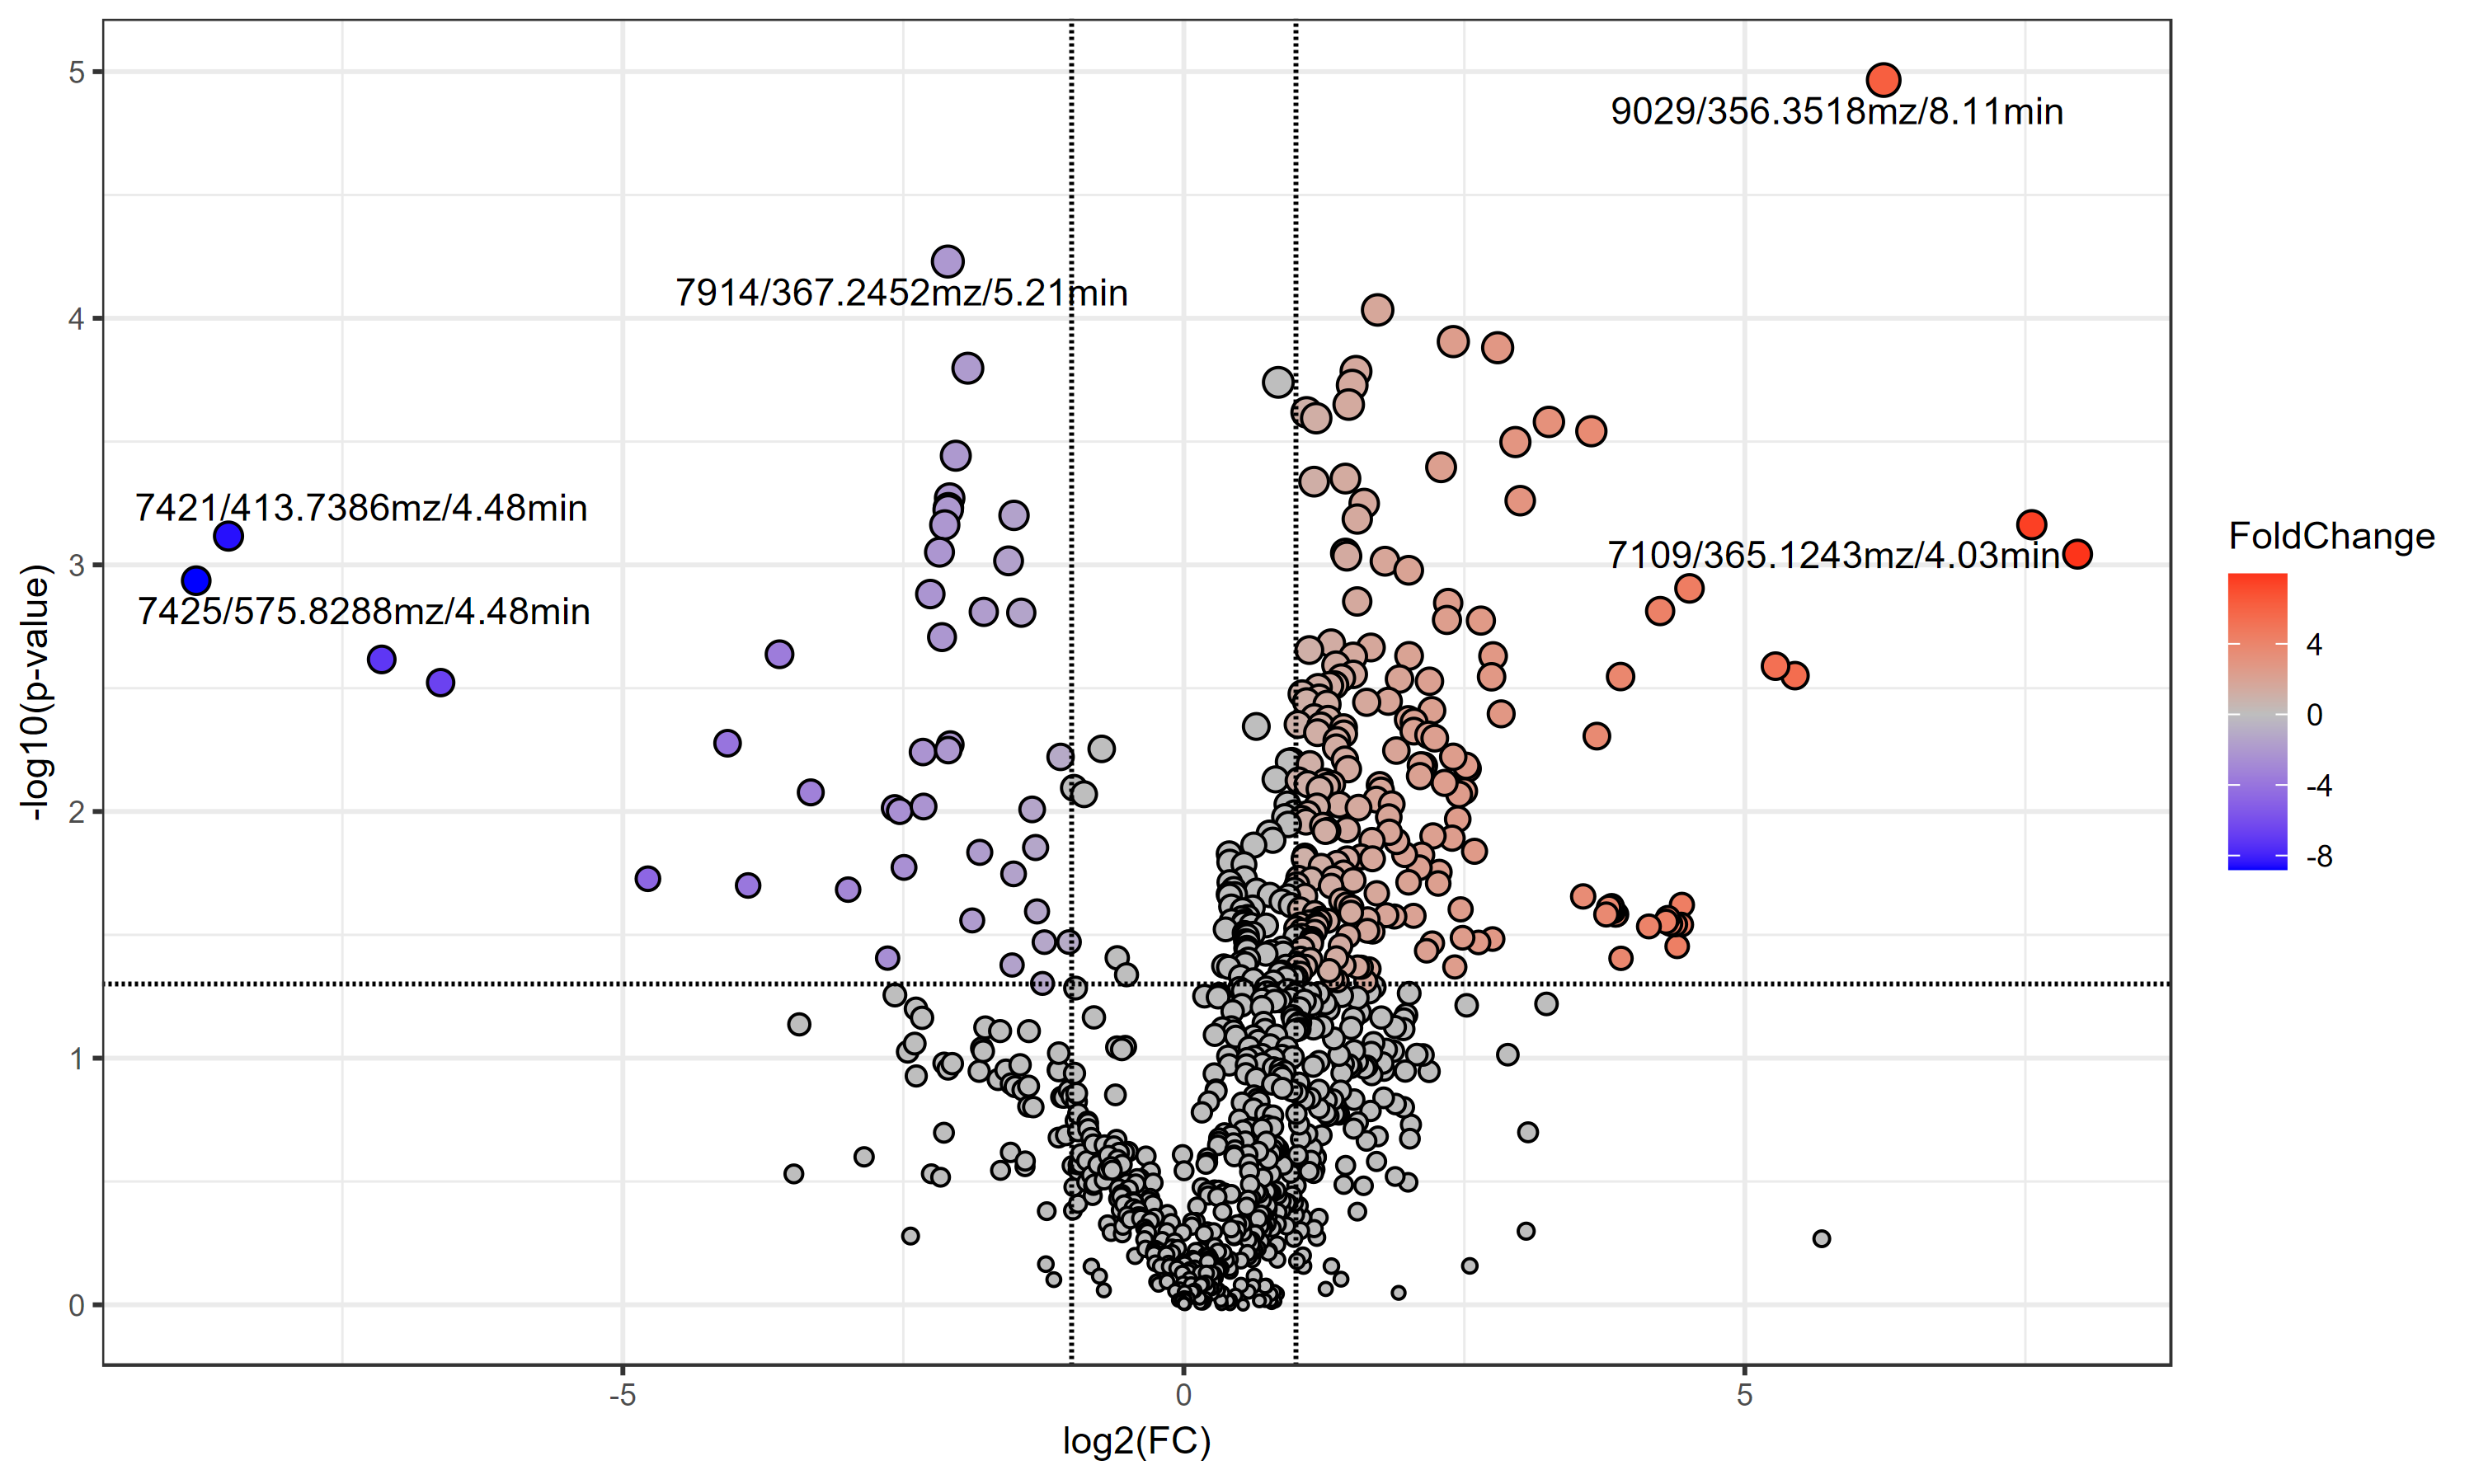 5
9029/356.3518mz/8.11min
7914/367.2452mz/5.21min
4
7421/413.7386mz/4.48min
FoldChange
3
7109/365.1243mz/4.03min
7425/575.8288mz/4.48min
4
0
-4
-8
-log10(p-value)
2
1
0
-5
0
5
log2(FC)